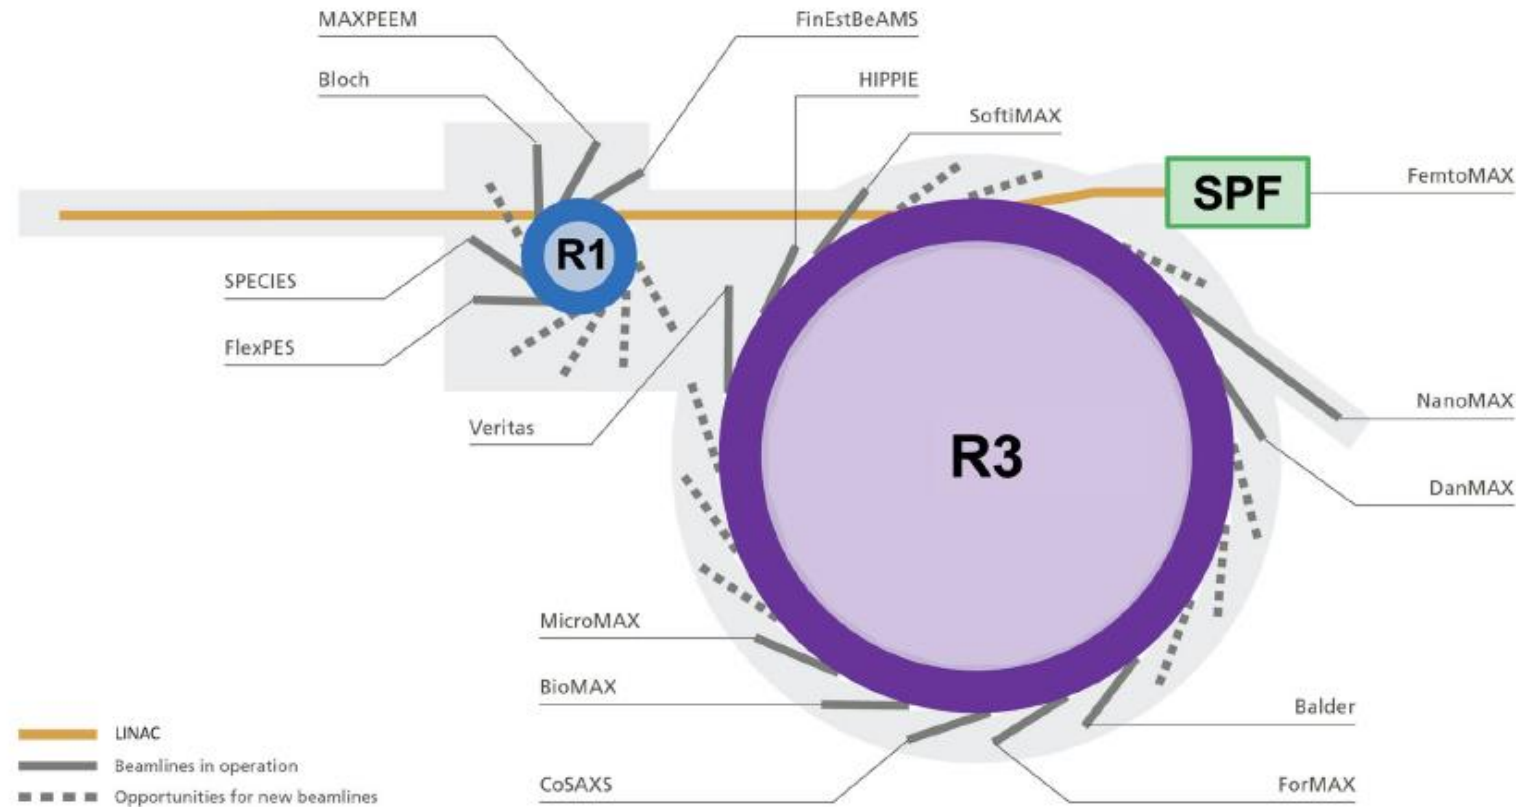 MAXPEEM
FinEstBeAMS
Bloch
HIPPIE
SoftiMAX
SPF
FemtoMAX
R1
SPECIES
FlexPES
Veritas
NanoMAX
R3
DanMAX
MicroMAX
BioMAX
Balder
CoSAXS
ForMAX
LINAC
Beamlines in operation
Opportunities for new beamlines